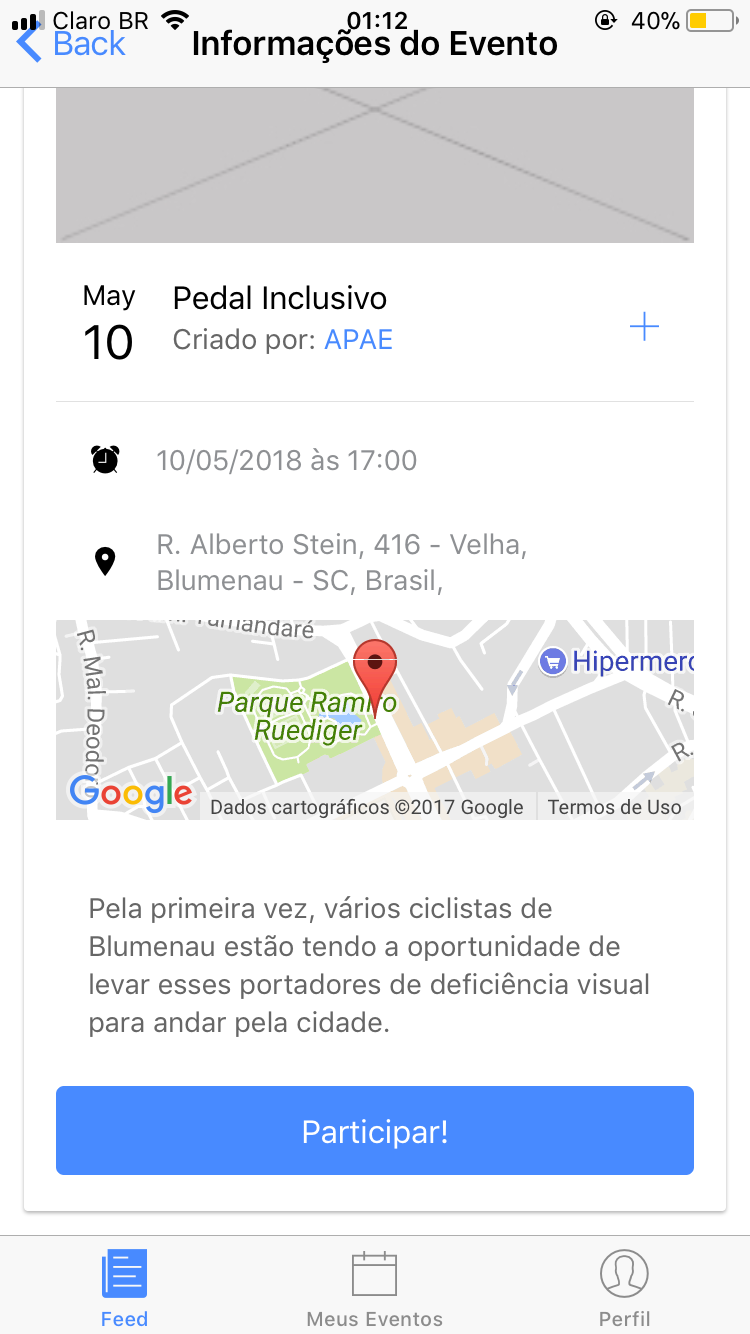 Claro BR 01:12 40%
Back Informações do Evento
May
10
Pedal Inclusivo
Criado por: APAE
10/05/2018 às 17:00
R. Alberto Stein, 416 - Velha,
Blumenau - SC, Brasil,
Tamandaré
R. Mal. Deodor
Hipermerc
Parque Ramiro
Ruediger
R.
R.
Google
Dados cartográficos ©2017 Google
Termos de Uso
Pela primeira vez, vários ciclistas de
Blumenau estão tendo a oportunidade de
levar esses portadores de deficiência visual
para andar pela cidade.
Participar!
Feed Meus Eventos Perfil